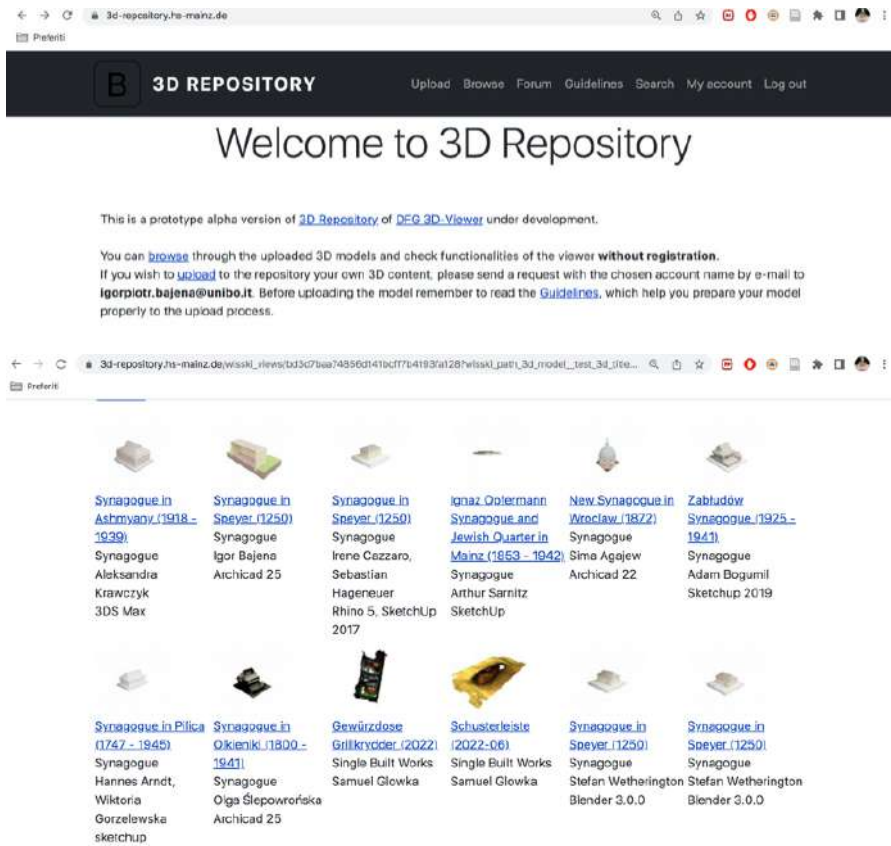 3d-repository.hs-mainz.de
Preferiti
B 3D REPOSITORY Upload Browse Forum Guidelines Search My account Log out
Welcome to 3D Repository
This is a prototype alpha version of 3D Repository of DFG 3D-Viewer under development.
You can browse through the uploaded 3D models and check functionalities of the viewer without registration.
If you wish to upload to the repository your own 3D content, please send a request with the chosen account name by e-mail to
igorpiotr.bajena@unibo.it. Before uploading the model remember to read the Guidelines, which help you prepare your model
properly to the upload process.
Preferiti
Synagogue in
Ashmyany (1918 -
1939)
Synagogue
Aleksandra
Krawczyk
3DS Max
Synagogue in
Speyer (1250)
Synagogue
Igor Bajena
Archicad 25
Synagogue in
Speyer (1250)
Synagogue
Irene Cazzaro,
Sebastian
Hageneuer
Rhino 5, SketchUp
2017
Ignaz Opfermann
Synagogue and
Jewish Quarter in
Mainz (1853 - 1942)
Synagogue
Arthur Sarnitz
SketchUp
New Synagogue in
Wroclaw (1872)
Synagogue
Sima Agajew
Archicad 22
Zabłudów
Synagogue (1925 -
1941)
Synagogue
Adam Bogumil
Sketchup 2019
Synagogue in Pilica
(1747 - 1945)
Synagogue
Hannes Arndt,
Wiktoria
Gorzelewska
sketchup
Synagogue in
Olkieniki (1800 -
1941)
Synagogue
Olga Ślepowrońska
Archicad 25
Gewürzdose
Grillkrydder (2022)
Single Built Works
Samuel Glowka
Schusterleiste
(2022-06)
Single Built Works
Samuel Glowka
Synagogue in
Speyer (1250)
Synagogue
Stefan Wetherington
Blender 3.0.0
Synagogue in
Speyer (1250)
Synagogue
Stefan Wetherington
Blender 3.0.0